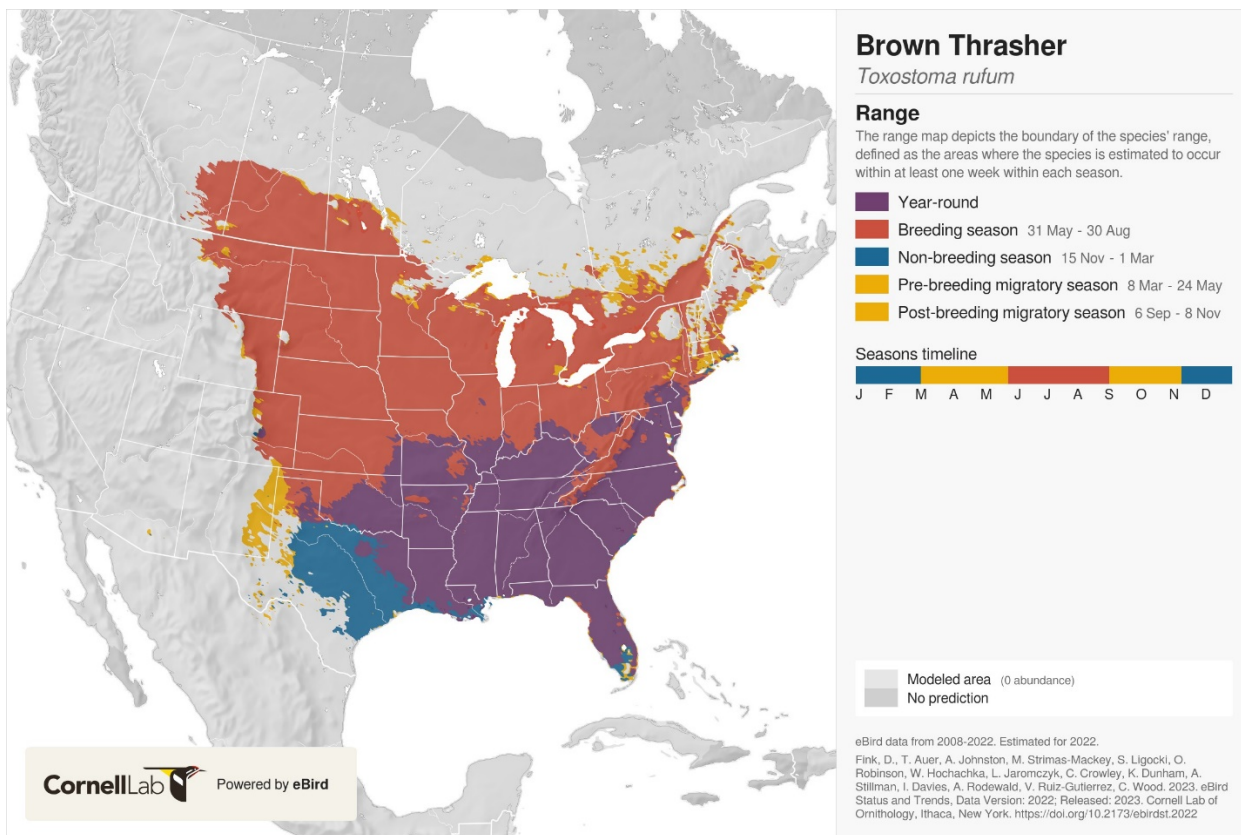 Brown Thrasher
Toxostoma rufum
Range
The range map depicts the boundary of the species' range,
defined as the areas where the species is estimated to occur
within at least one week within each season.
Year-round
Breeding season 31 May - 30 Aug
Non-breeding season 15 Nov - 1 Mar
Pre-breeding migratory season 8 Mar - 24 May
Post-breeding migratory season 6 Sep - 8 Nov
Seasons timeline
J F M A M J J A S O N D
Modeled area (0 abundance)
No prediction
eBird data from 2008-2022. Estimated for 2022.
Fink, D., T. Auer, A. Johnston, M. Strimas-Mackey, S. Ligocki, O.
Robinson, W. Hochachka, L. Jaromczyk, C. Crowley, K. Dunham, A.
Stillman, I. Davies, A. Rodewald, V. Ruiz-Gutierrez, C. Wood. 2023. eBird
Status and Trends, Data Version: 2022; Released: 2023. Cornell Lab of
Ornithology, Ithaca, New York. https://doi.org/10.2173/ebirdst.2022
CornellLab Powered by eBird